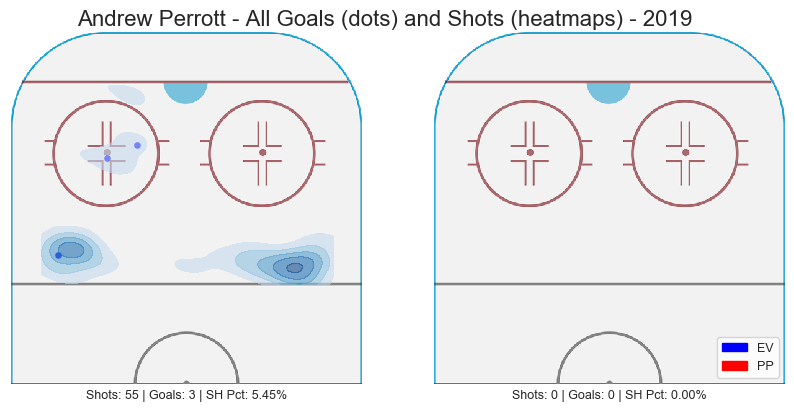 Andrew Perrott - All Goals (dots) and Shots (heatmaps) - 2019
EV
PP
Shots: 55 | Goals: 3 | SH Pct: 5.45%
Shots: 0 | Goals: 0 | SH Pct: 0.00%